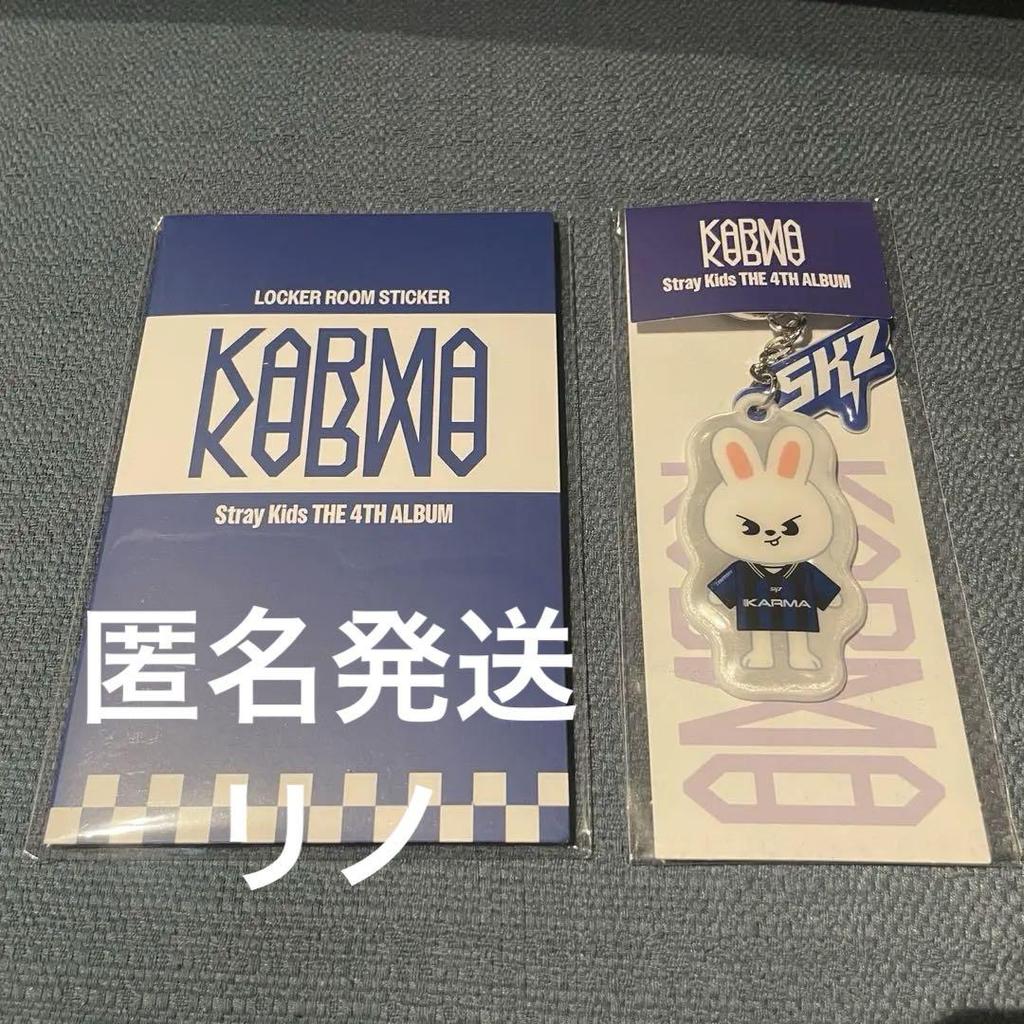 LOCKER ROOM STICKER
KARMA
Stray Kids THE 4TH ALBUM
匿名発送
リノ
KARMA
Stray Kids THE 4TH ALBUM
SKZ
KARMA
KARMA